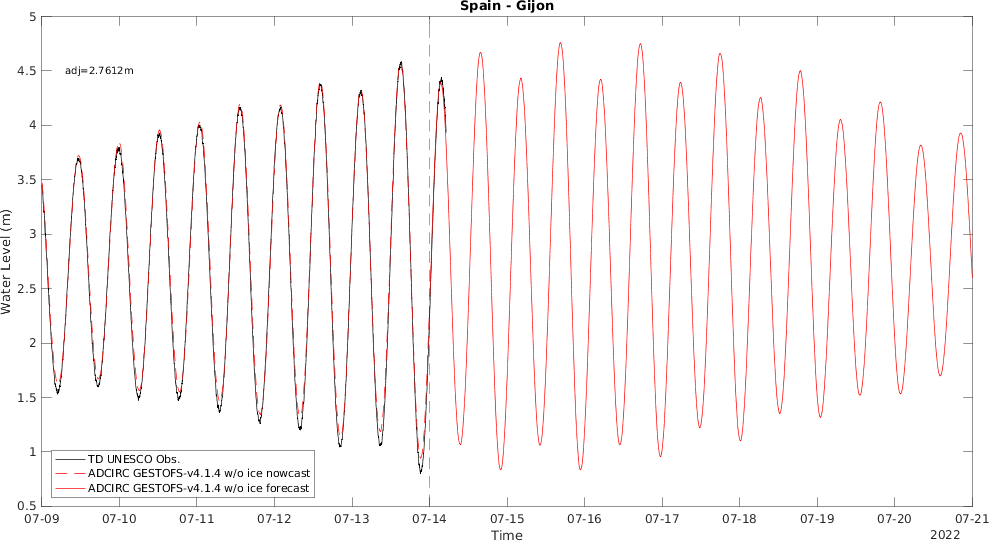 Spain - Gijon
5
4.5
4
3.5
3
2.5
2
1.5
1
0.5
Water Level (m)
adj=2.7612m
TD UNESCO Obs.
ADCIRC GESTOFS-v4.1.4 w/o ice nowcast
ADCIRC GESTOFS-v4.1.4 w/o ice forecast
07-09 07-10 07-11 07-12 07-13 07-14 07-15 07-16 07-17 07-18 07-19 07-20 07-21
Time
2022